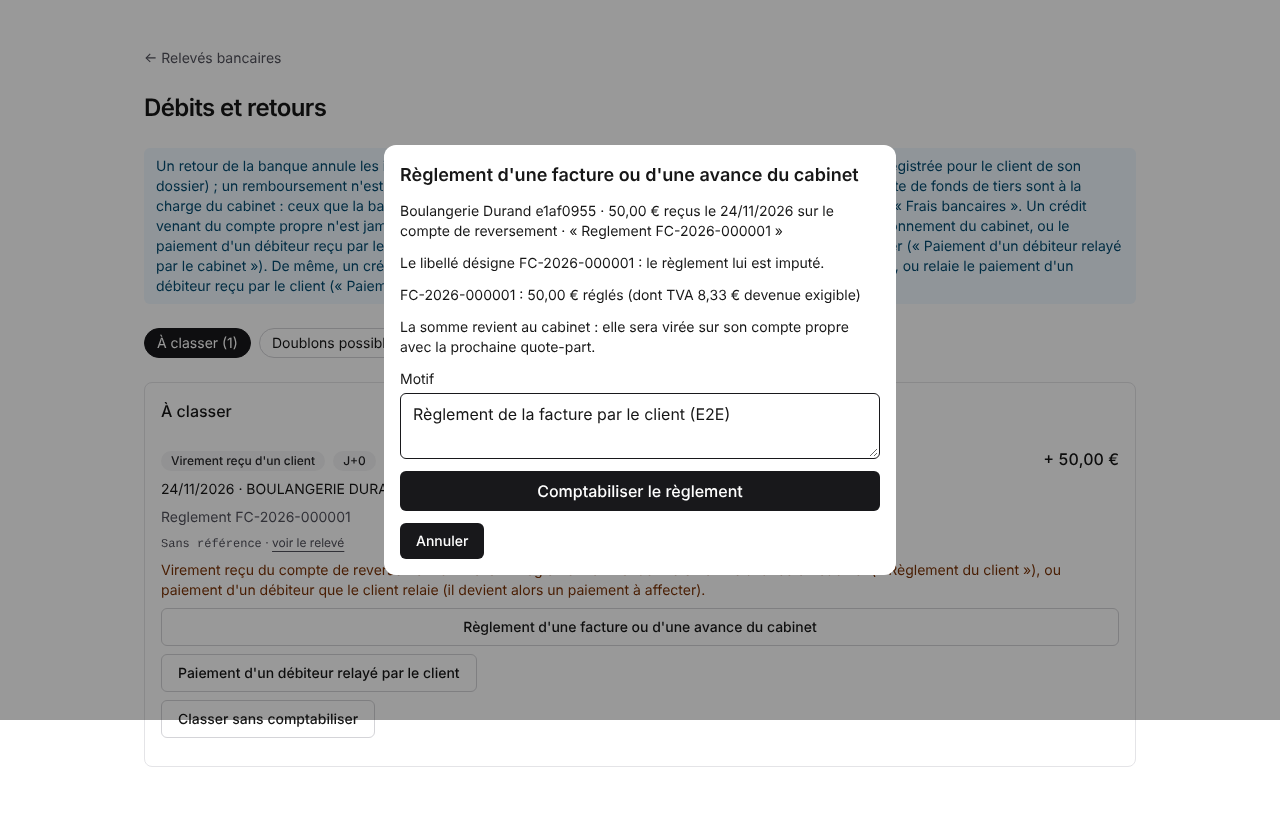 ← Relevés bancaires
Débits et retours
Un retour de la banque annule les
egistrée pour le client de son
dossier) ; un remboursement n'est
te de fonds de tiers sont à la
charge du cabinet : ceux que la ba
« Frais bancaires ». Un crédit
venant du compte propre n'est jam
onnement du cabinet, ou le
paiement d'un débiteur reçu par le
er (« Paiement d'un débiteur relayé
par le cabinet »). De même, un cré
, ou relaie le paiement d'un
débiteur reçu par le client (« Paiem
À classer (1)
Doublons possibl
Règlement d'une facture ou d'une avance du cabinet
Boulangerie Durand e1af0955 · 50,00 € reçus le 24/11/2026 sur le
compte de reversement · « Reglement FC-2026-000001 »
Le libellé désigne FC-2026-000001 : le règlement lui est imputé.
FC-2026-000001 : 50,00 € réglés (dont TVA 8,33 € devenue exigible)
La somme revient au cabinet : elle sera virée sur son compte propre
avec la prochaine quote-part.
Motif
Règlement de la facture par le client (E2E)
Comptabiliser le règlement
Annuler
À classer
Virement reçu d'un client
J+0
+ 50,00 €
24/11/2026 · BOULANGERIE DURA
Reglement FC-2026-000001
Sans référence · voir le relevé
Virement reçu du compte de rever
Règlement du client »), ou
paiement d'un débiteur que le client relaie (il devient alors un paiement à affecter).
Règlement d'une facture ou d'une avance du cabinet
Paiement d'un débiteur relayé par le client
Classer sans comptabiliser